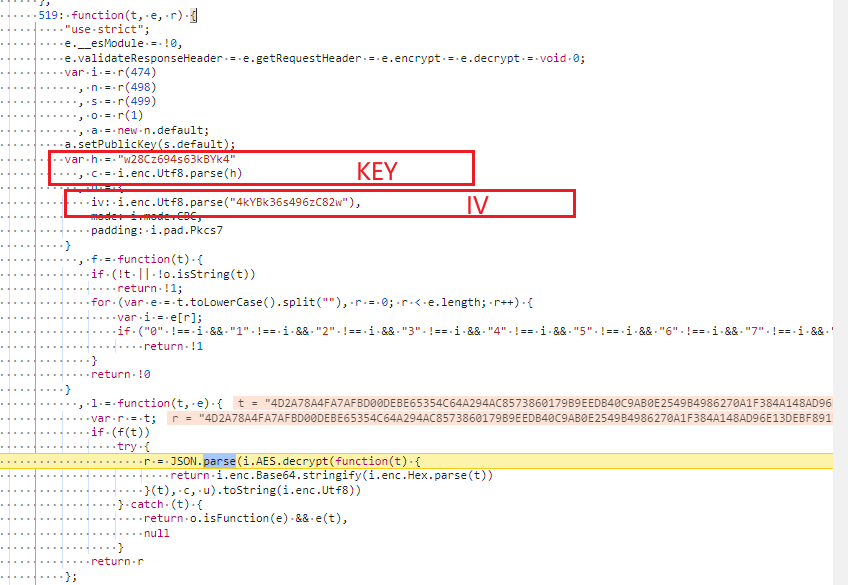 };
519: function(t, e, r) {
"use strict";
e.__esModule = !0,
e.validateResponseHeader = e.getRequestHeader = e.encrypt = e.decrypt = void 0;
var i = r(474)
, n = r(498)
, s = r(499)
, o = r(1)
, a = new n.default;
a.setPublicKey(s.default);
var h = "w28Cz694s63kBYk4"
, c = i.enc.Utf8.parse(h)
KEY
, u = {
iv: i.enc.Utf8.parse("4kYBk36s496zC82w"),
IV
mode: i.mode.CBC,
padding: i.pad.Pkcs7
}
, f = function(t) {
if (!t || !o.isString(t))
return !1;
for (var e = t.toLowerCase().split(""), r = 0; r < e.length; r++) {
var i = e[r];
if ("0" !== i && "1" !== i && "2" !== i && "3" !== i && "4" !== i && "5" !== i && "6" !== i && "7" !== i && "
return !1
}
return !0
}
, l = function(t, e) { t = "4D2A78A4FA7AFBD00DEBE65354C64A294AC8573860179B9EEDB40C9AB0E2549B4986270A1F384A148AD96
var r = t; r = "4D2A78A4FA7AFBD00DEBE65354C64A294AC8573860179B9EEDB40C9AB0E2549B4986270A1F384A148AD96E13DEBF891
if (f(t))
try {
r = JSON.parse(i.AES.decrypt(function(t) {
return i.enc.Base64.stringify(i.enc.Hex.parse(t))
}(t), c, u).toString(i.enc.Utf8))
} catch (t) {
return o.isFunction(e) && e(t),
null
}
return r
};